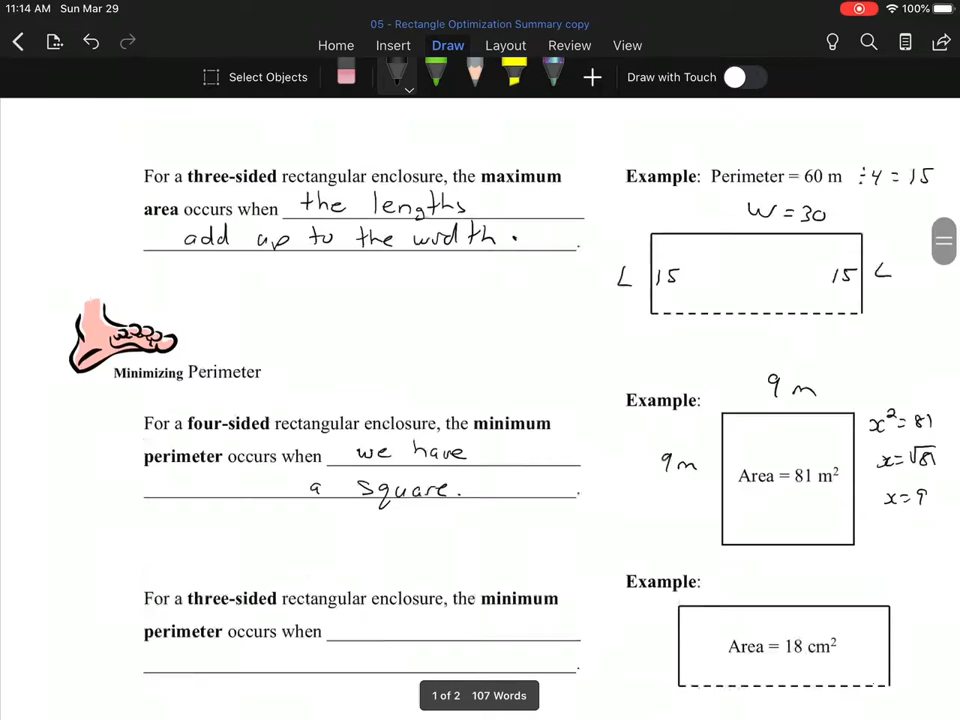 11:14 AM Sun Mar 29
100%
05 - Rectangle Optimization Summary copy
Home Insert Draw Layout Review View
Select Objects
Draw with Touch
For a three-sided rectangular enclosure, the maximum
area occurs when the lengths
add up to the width.
Example: Perimeter = 60 m ÷4 = 15
W = 30
L 15 15 L
Minimizing Perimeter
For a four-sided rectangular enclosure, the minimum
perimeter occurs when we have
a square.
Example:
9 m
9 m
Area = 81 m²
x² = 81
x = √81
x = 9
For a three-sided rectangular enclosure, the minimum
perimeter occurs when
Example:
Area = 18 cm²
1 of 2 107 Words